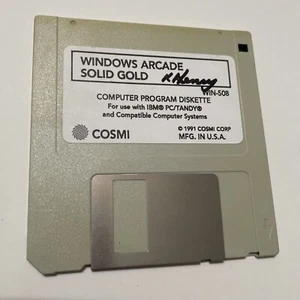 WINDOWS ARCADE
SOLID GOLD
WIN-508
COMPUTER PROGRAM DISKETTE
For use with IBM® PC/TANDY®
and Compatible Computer Systems
COSMI
© 1991 COSMI CORP
MFG. IN U.S.A.